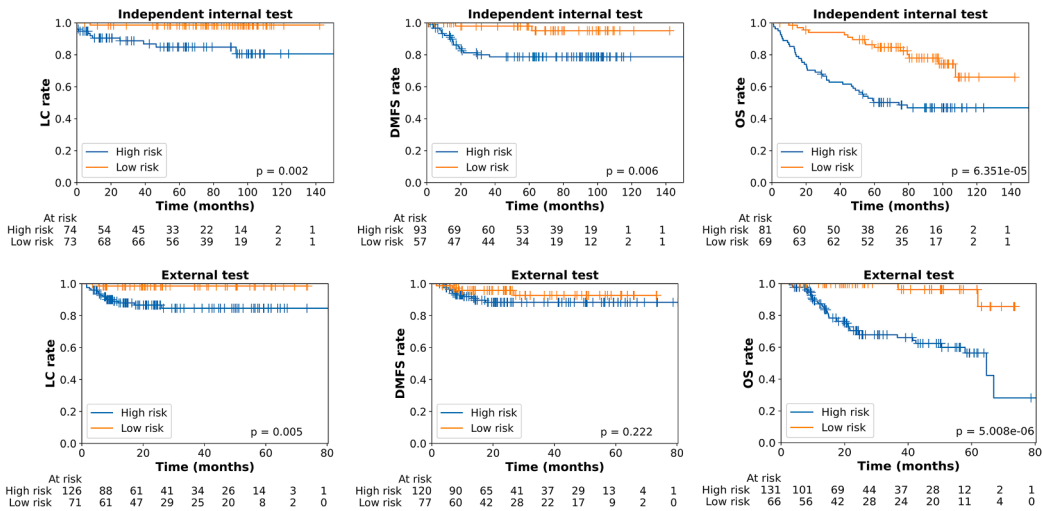 Independent internal test
1.0
0.8
0.6
0.4
0.2
0.0
LC rate
High risk
Low risk
p = 0.002
0 20 40 60 80 100 120 140
Time (months)
At risk
High risk 74 54 45 33 22 14 2 1
Low risk 73 68 66 56 39 19 2 1
Independent internal test
1.0
0.8
0.6
0.4
0.2
0.0
DMFS rate
High risk
Low risk
p = 0.006
0 20 40 60 80 100 120 140
Time (months)
At risk
High risk 93 69 60 53 39 19 1 1
Low risk 57 47 44 34 19 12 2 1
Independent internal test
1.0
0.8
0.6
0.4
0.2
0.0
OS rate
High risk
Low risk
p = 6.351e-05
0 20 40 60 80 100 120 140
Time (months)
At risk
High risk 81 60 50 38 26 16 2 1
Low risk 69 63 62 52 35 17 2 1
External test
1.0
0.8
0.6
0.4
0.2
0.0
LC rate
High risk
Low risk
p = 0.005
0 20 40 60 80
Time (months)
At risk
High risk 126 88 61 41 34 26 14 3 1
Low risk 71 61 47 29 25 20 8 2 0
External test
1.0
0.8
0.6
0.4
0.2
0.0
DMFS rate
High risk
Low risk
p = 0.222
0 20 40 60 80
Time (months)
At risk
High risk 120 90 65 41 37 29 13 4 1
Low risk 77 60 42 28 22 17 9 2 0
External test
1.0
0.8
0.6
0.4
0.2
0.0
OS rate
High risk
Low risk
p = 5.008e-06
0 20 40 60 80
Time (months)
At risk
High risk 131 101 69 44 37 28 12 2 1
Low risk 66 56 42 28 24 20 11 4 0